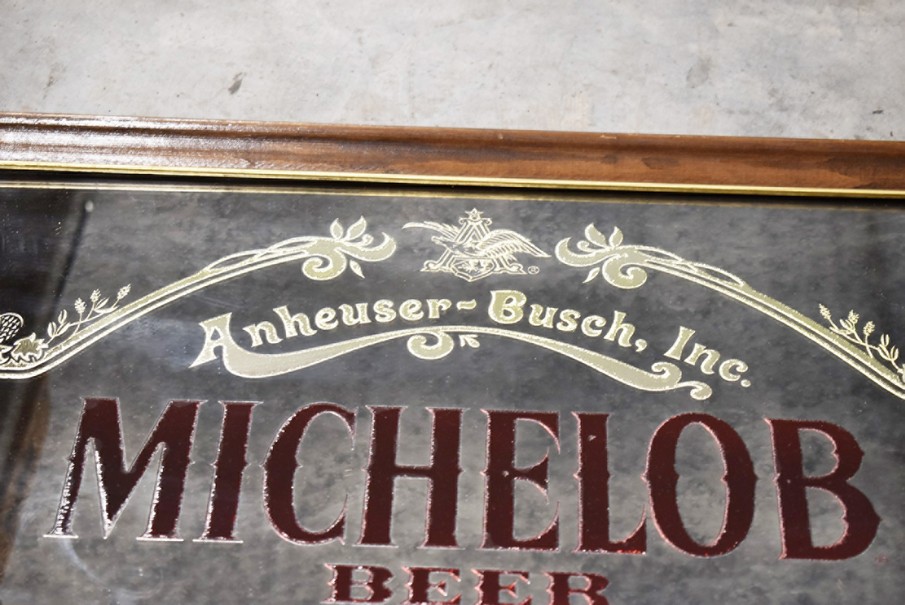 Anheuser-Busch, Inc.
MICHELOB
BEER